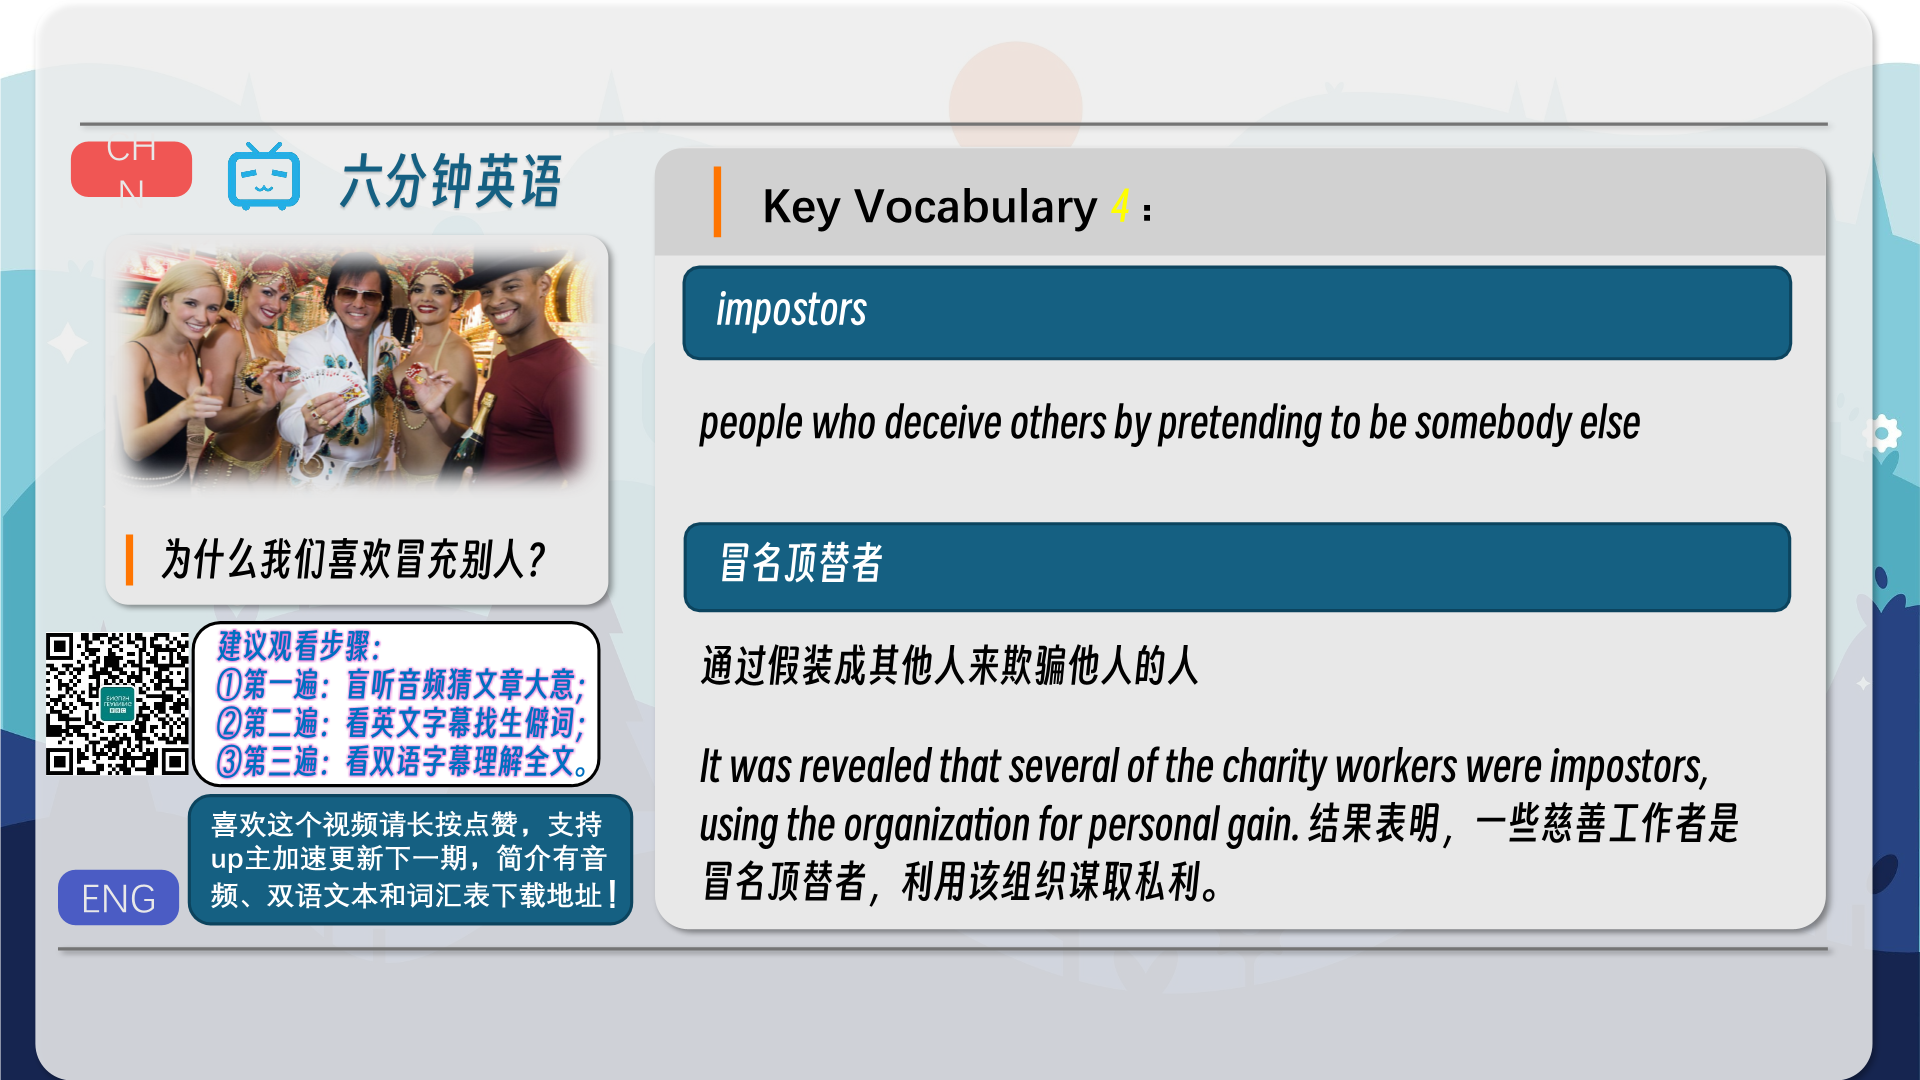 CH
N
六分钟英语
为什么我们喜欢冒充别人？
建议观看步骤：
①第一遍：盲听音频猜文章大意；
②第二遍：看英文字幕找生僻词；
③第三遍：看双语字幕理解全文。
喜欢这个视频请长按点赞，支持
up主加速更新下一期，简介有音
频、双语文本和词汇表下载地址！
ENG
Key Vocabulary 4：
impostors
people who deceive others by pretending to be somebody else
冒名顶替者
通过假装成其他人来欺骗他人的人
It was revealed that several of the charity workers were impostors,
using the organization for personal gain. 结果表明，一些慈善工作者是
冒名顶替者，利用该组织谋取私利。